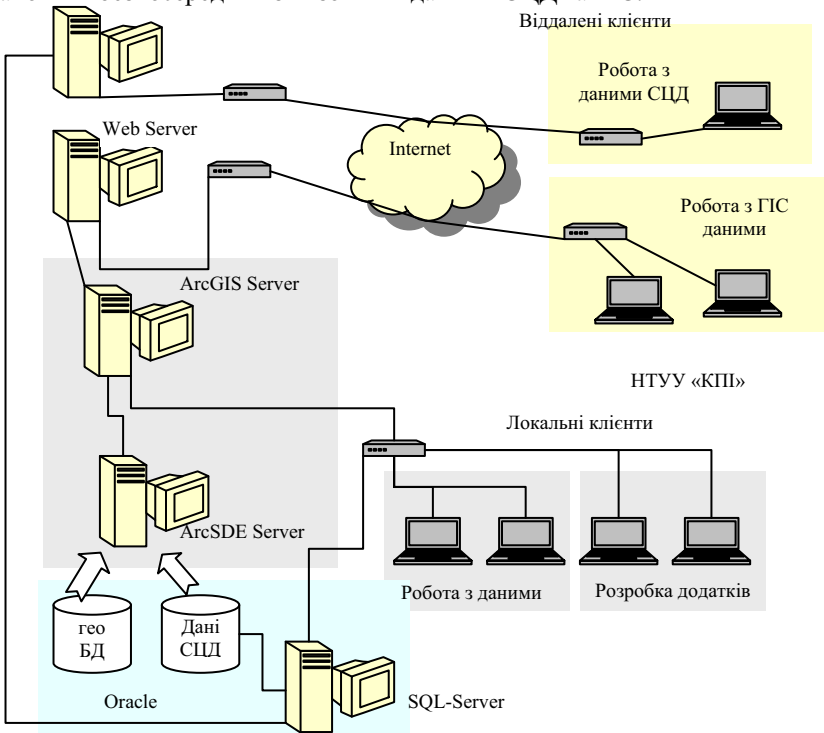 Віддалені клієнти
Робота з
даними СЦД
Web Server
Internet
Робота з ГІС
даними
ArcGIS Server
НТУУ «КПІ»
Локальні клієнти
ArcSDE Server
Робота з даними
Розробка додатків
гео
БД
Дані
СЦД
Oracle
SQL-Server